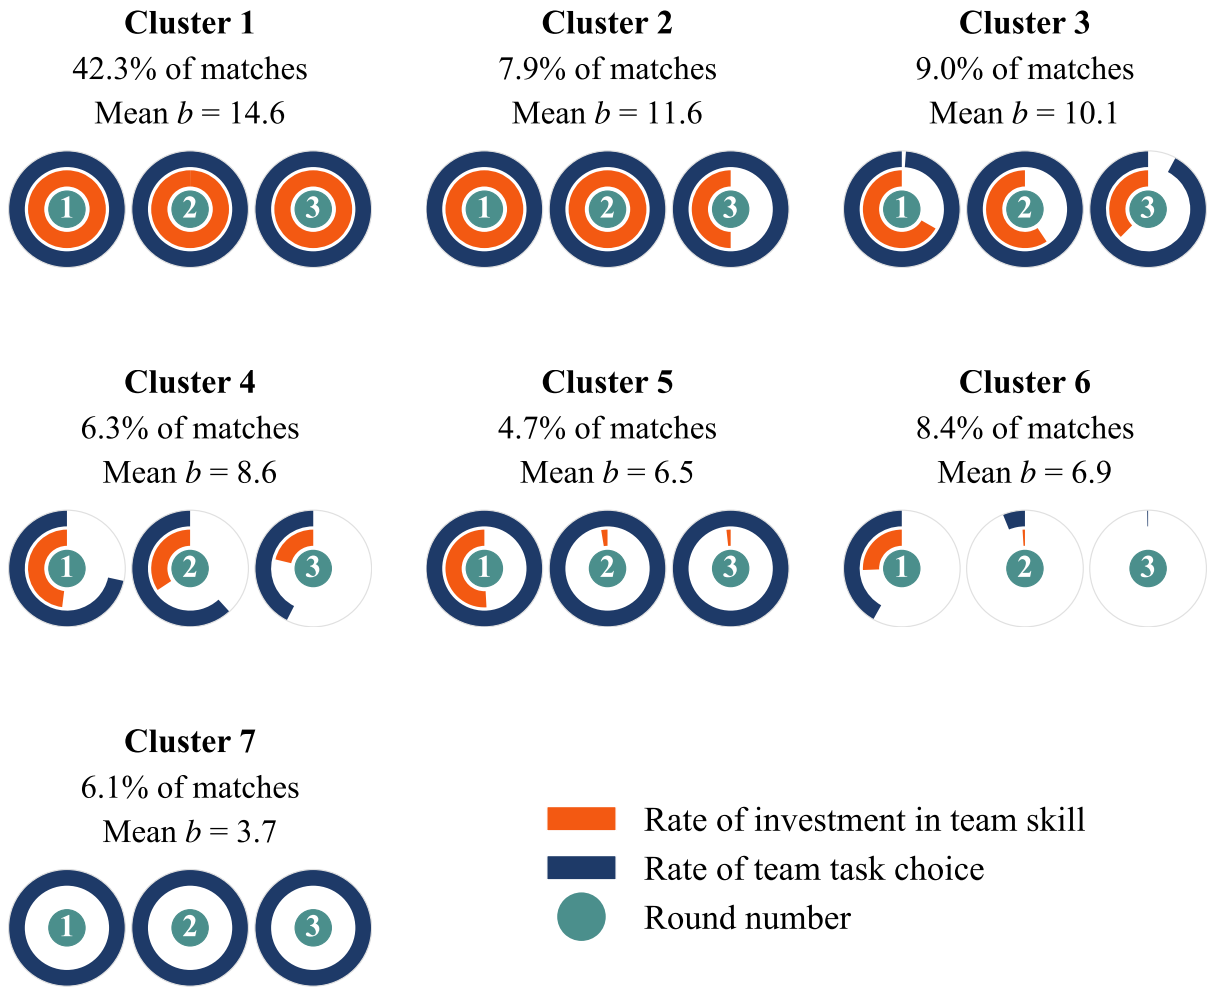 Cluster 1
42.3% of matches
Mean b = 14.6
1 2 3
Cluster 2
7.9% of matches
Mean b = 11.6
1 2 3
Cluster 3
9.0% of matches
Mean b = 10.1
1 2 3
Cluster 4
6.3% of matches
Mean b = 8.6
1 2 3
Cluster 5
4.7% of matches
Mean b = 6.5
1 2 3
Cluster 6
8.4% of matches
Mean b = 6.9
1 2 3
Cluster 7
6.1% of matches
Mean b = 3.7
1 2 3
Rate of investment in team skill
Rate of team task choice
Round number